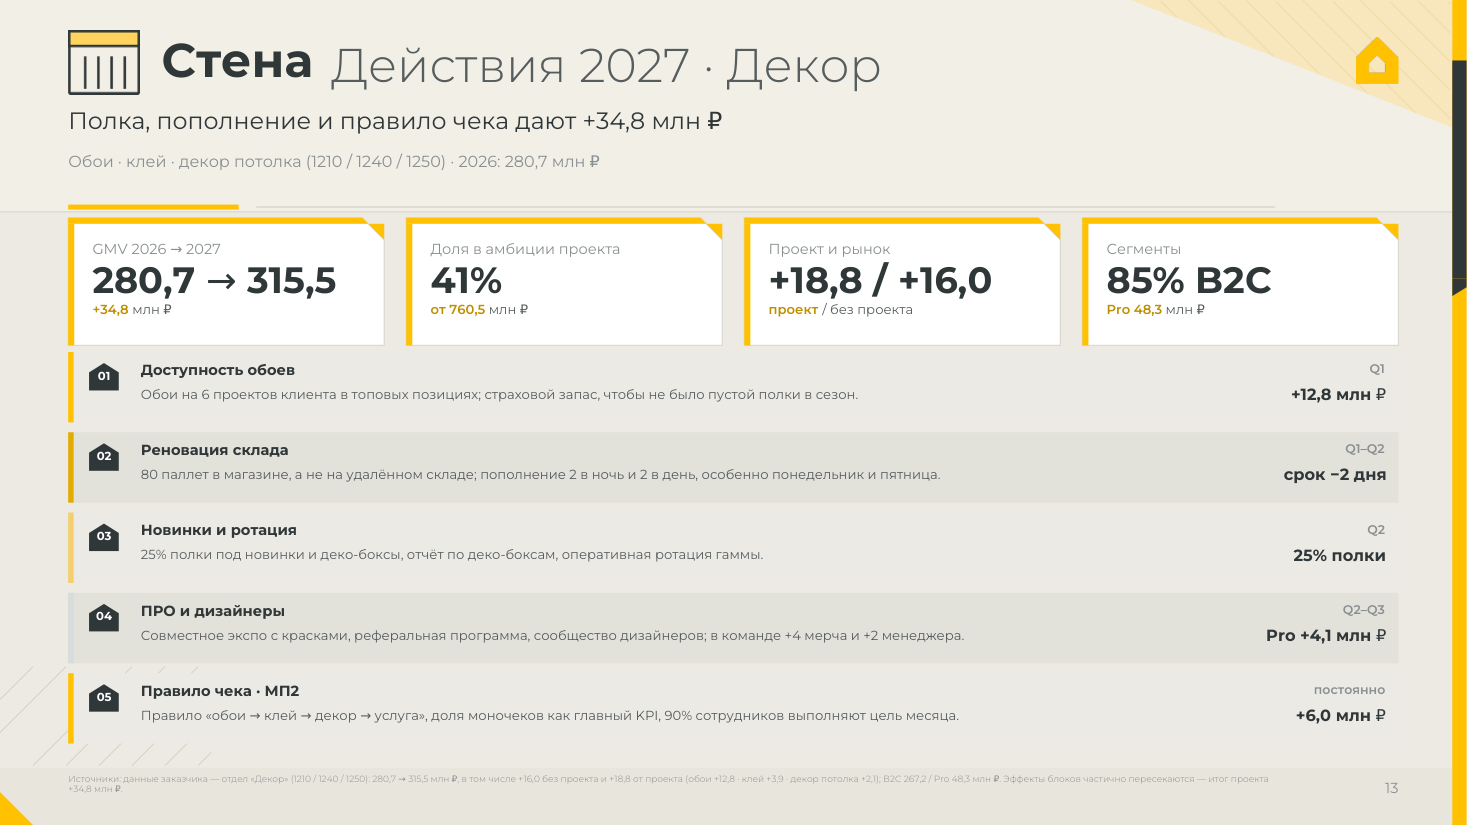 Стена Действия 2027 · Декор
Полка, пополнение и правило чека дают +34,8 млн ₽
Обои · клей · декор потолка (1210 / 1240 / 1250) · 2026: 280,7 млн ₽
GMV 2026 → 2027
280,7 → 315,5
+34,8 млн ₽
Доля в амбиции проекта
41%
от 760,5 млн ₽
Проект и рынок
+18,8 / +16,0
проект / без проекта
Сегменты
85% B2C
Pro 48,3 млн ₽
01
Доступность обоев
Обои на 6 проектов клиента в топовых позициях; страховой запас, чтобы не было пустой полки в сезон.
Q1
+12,8 млн ₽
02
Реновация склада
80 паллет в магазине, а не на удалённом складе; пополнение 2 в ночь и 2 в день, особенно понедельник и пятница.
Q1–Q2
срок −2 дня
03
Новинки и ротация
25% полки под новинки и деко-боксы, отчёт по деко-боксам, оперативная ротация гаммы.
Q2
25% полки
04
ПРО и дизайнеры
Совместное экспо с красками, реферальная программа, сообщество дизайнеров; в команде +4 мерча и +2 менеджера.
Q2–Q3
Pro +4,1 млн ₽
05
Правило чека · МП2
Правило «обои → клей → декор → услуга», доля моночеков как главный KPI, 90% сотрудников выполняют цель месяца.
постоянно
+6,0 млн ₽
Источники: данные заказчика — отдел «Декор» (1210 / 1240 / 1250): 280,7 → 315,5 млн ₽, в том числе +16,0 без проекта и +18,8 от проекта (обои +12,8 · клей +3,9 · декор потолка +2,1); B2C 267,2 / Pro 48,3 млн ₽. Эффекты блоков частично пересекаются — итог проекта
+34,8 млн ₽.
13